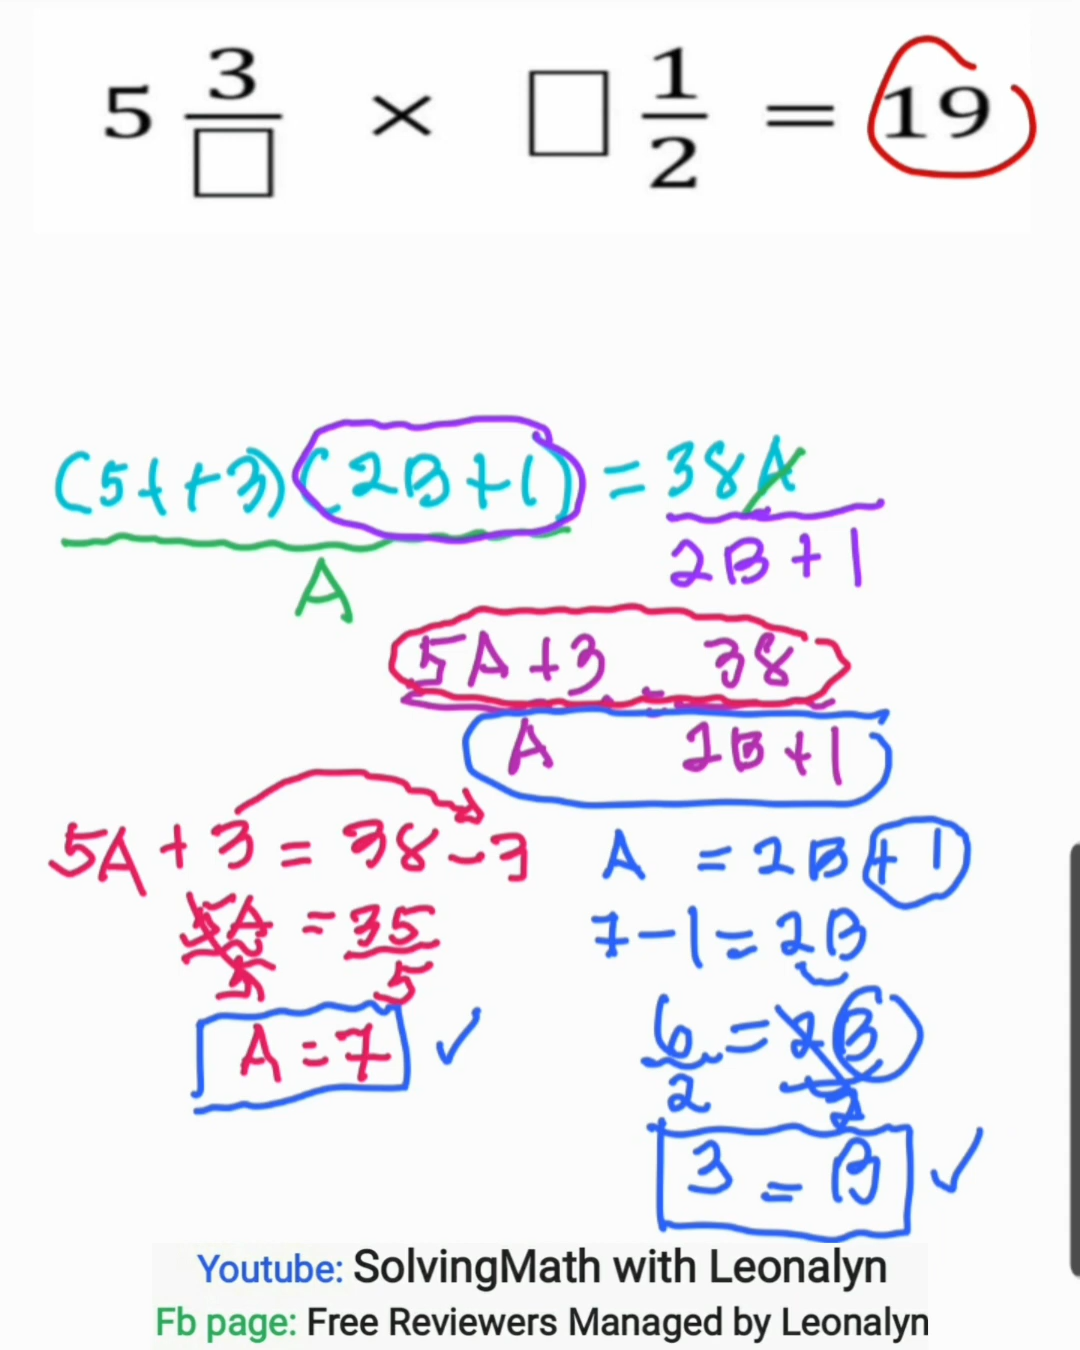 5 3/□ × □ 1/2 = 19
(5A+3)(2B+1) = 38A
A 2B+1
5A+3 = 38
A 2B+1
5A+3 = 38-3 A = 2B+1
5A = 35 7-1 = 2B
5 5
A = 7 ✓ 6 = 2B
2 2
3 = B ✓
Youtube: SolvingMath with Leonalyn
Fb page: Free Reviewers Managed by Leonalyn